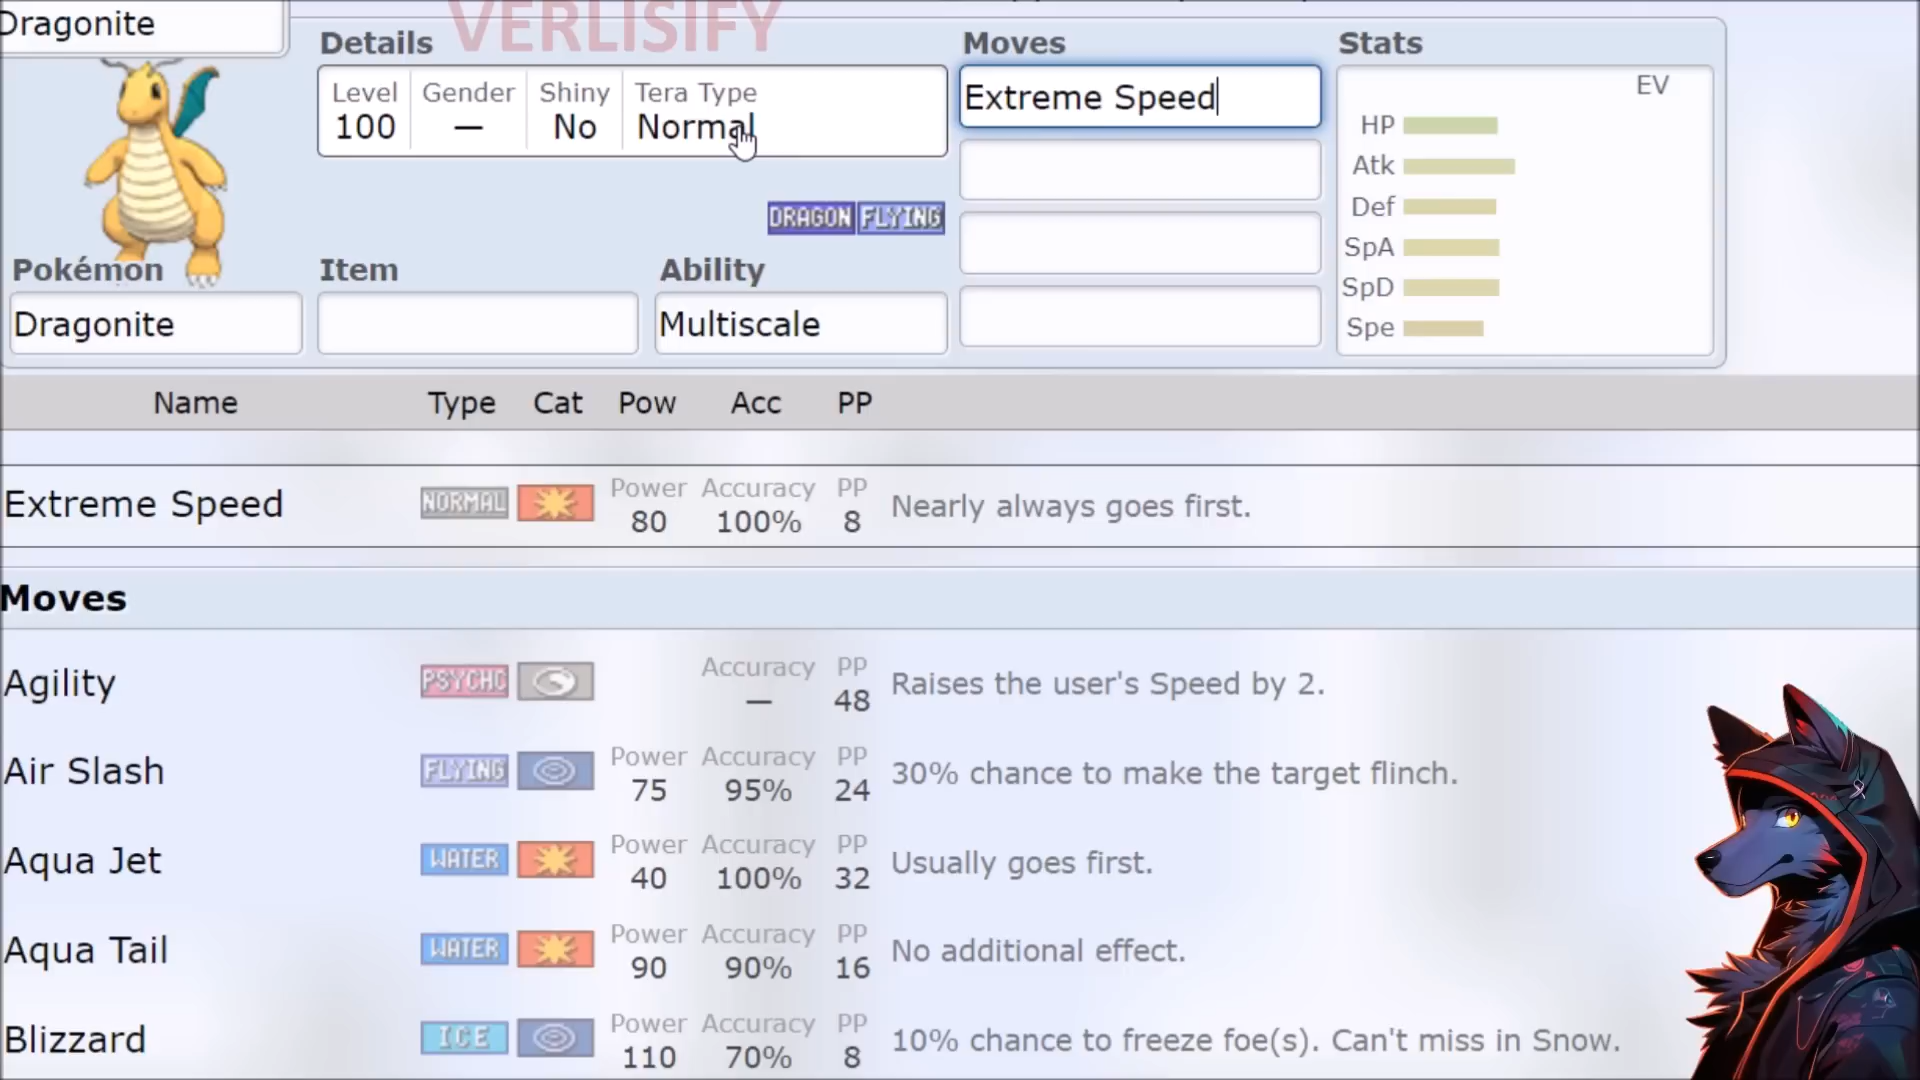 VERLISIFY
Dragonite
Details
Moves
Stats
Level
Gender
Shiny
Tera Type
100
—
No
Normal
Extreme Speed
EV
HP
Atk
Def
SpA
SpD
Spe
DRAGON FLYING
Pokémon
Item
Ability
Dragonite
Multiscale
Name Type Cat Pow Acc PP
Extreme Speed NORMAL Power 80 Accuracy 100% PP 8 Nearly always goes first.
Moves
Agility PSYCHC Accuracy — PP 48 Raises the user's Speed by 2.
Air Slash FLYING Power 75 Accuracy 95% PP 24 30% chance to make the target flinch.
Aqua Jet WATER Power 40 Accuracy 100% PP 32 Usually goes first.
Aqua Tail WATER Power 90 Accuracy 90% PP 16 No additional effect.
Blizzard ICE Power 110 Accuracy 70% PP 8 10% chance to freeze foe(s). Can't miss in Snow.